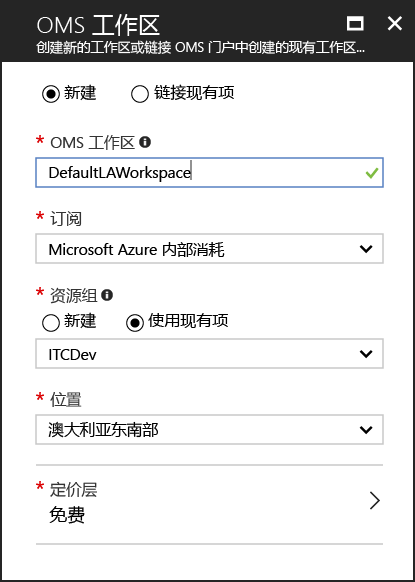 OMS 工作区
创建新的工作区或链接 OMS 门户中创建的现有工作区...
新建 链接现有项
* OMS 工作区
DefaultLAWorkspace
* 订阅
Microsoft Azure 内部消耗
* 资源组
新建 使用现有项
ITCDev
* 位置
澳大利亚东南部
* 定价层
免费